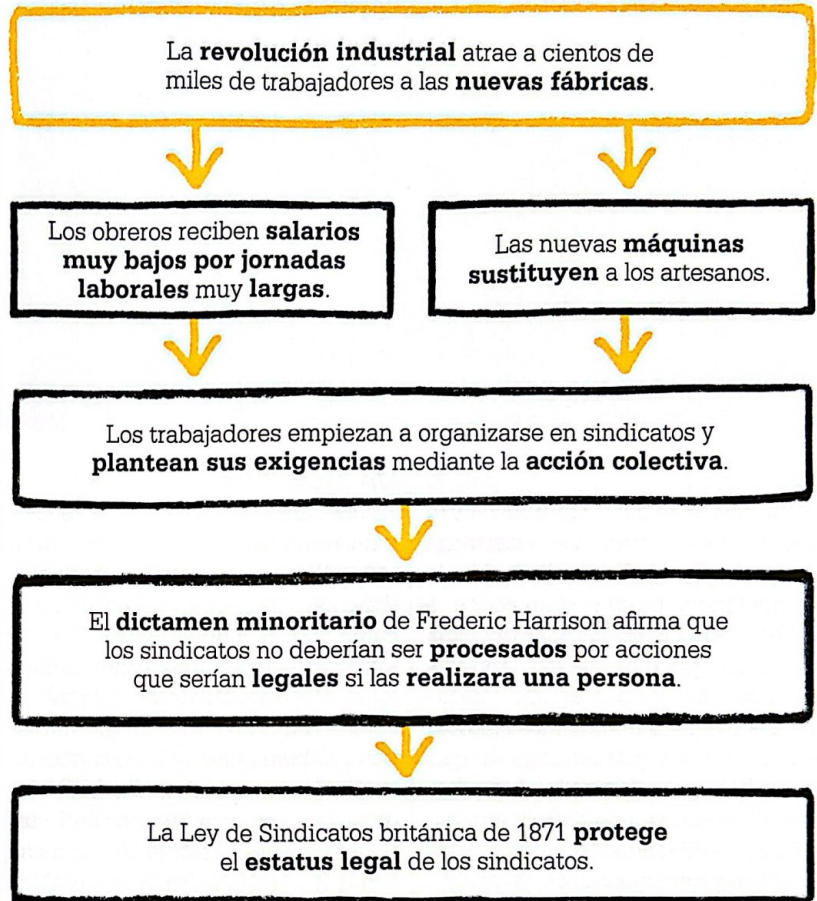 La revolución industrial atrae a cientos de
miles de trabajadores a las nuevas fábricas.
Los obreros reciben salarios
muy bajos por jornadas
laborales muy largas.
Las nuevas máquinas
sustituyen a los artesanos.
Los trabajadores empiezan a organizarse en sindicatos y
plantean sus exigencias mediante la acción colectiva.
El dictamen minoritario de Frederic Harrison afirma que
los sindicatos no deberían ser procesados por acciones
que serían legales si las realizara una persona.
La Ley de Sindicatos británica de 1871 protege
el estatus legal de los sindicatos.